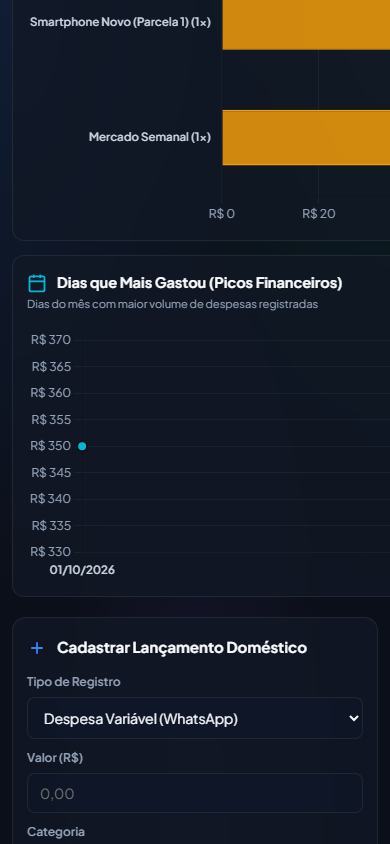 Smartphone Novo (Parcela 1) (1×)
Mercado Semanal (1×)
R$ 0
R$ 20
Dias que Mais Gastou (Picos Financeiros)
Dias do mês com maior volume de despesas registradas
R$ 370
R$ 365
R$ 360
R$ 355
R$ 350
R$ 345
R$ 340
R$ 335
R$ 330
01/10/2026
Cadastrar Lançamento Doméstico
Tipo de Registro
Despesa Variável (WhatsApp)
Valor (R$)
0,00
Categoria